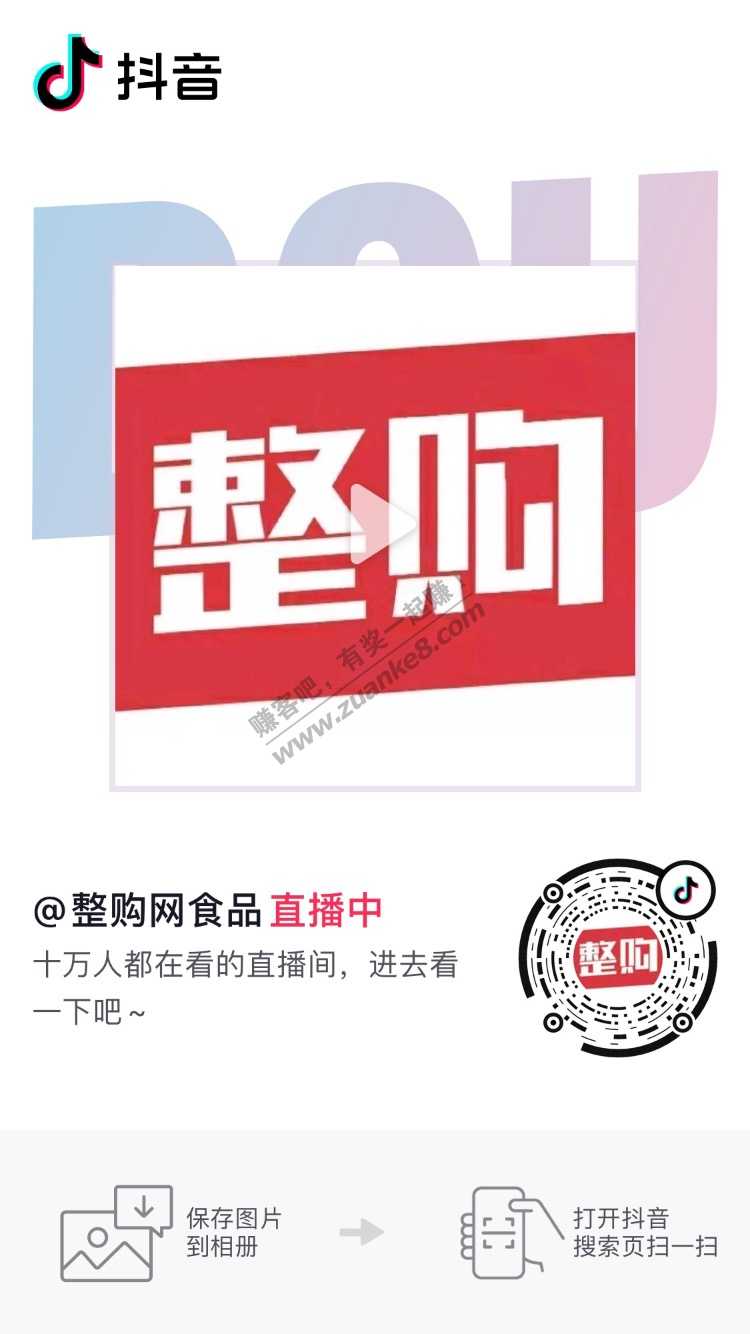 抖音
DOU
整购
赚客吧，有奖一起赚！
www.zuanke8.com
@整购网食品 直播中
十万人都在看的直播间，进去看
一下吧~
整购
保存图片
到相册
打开抖音
搜索页扫一扫